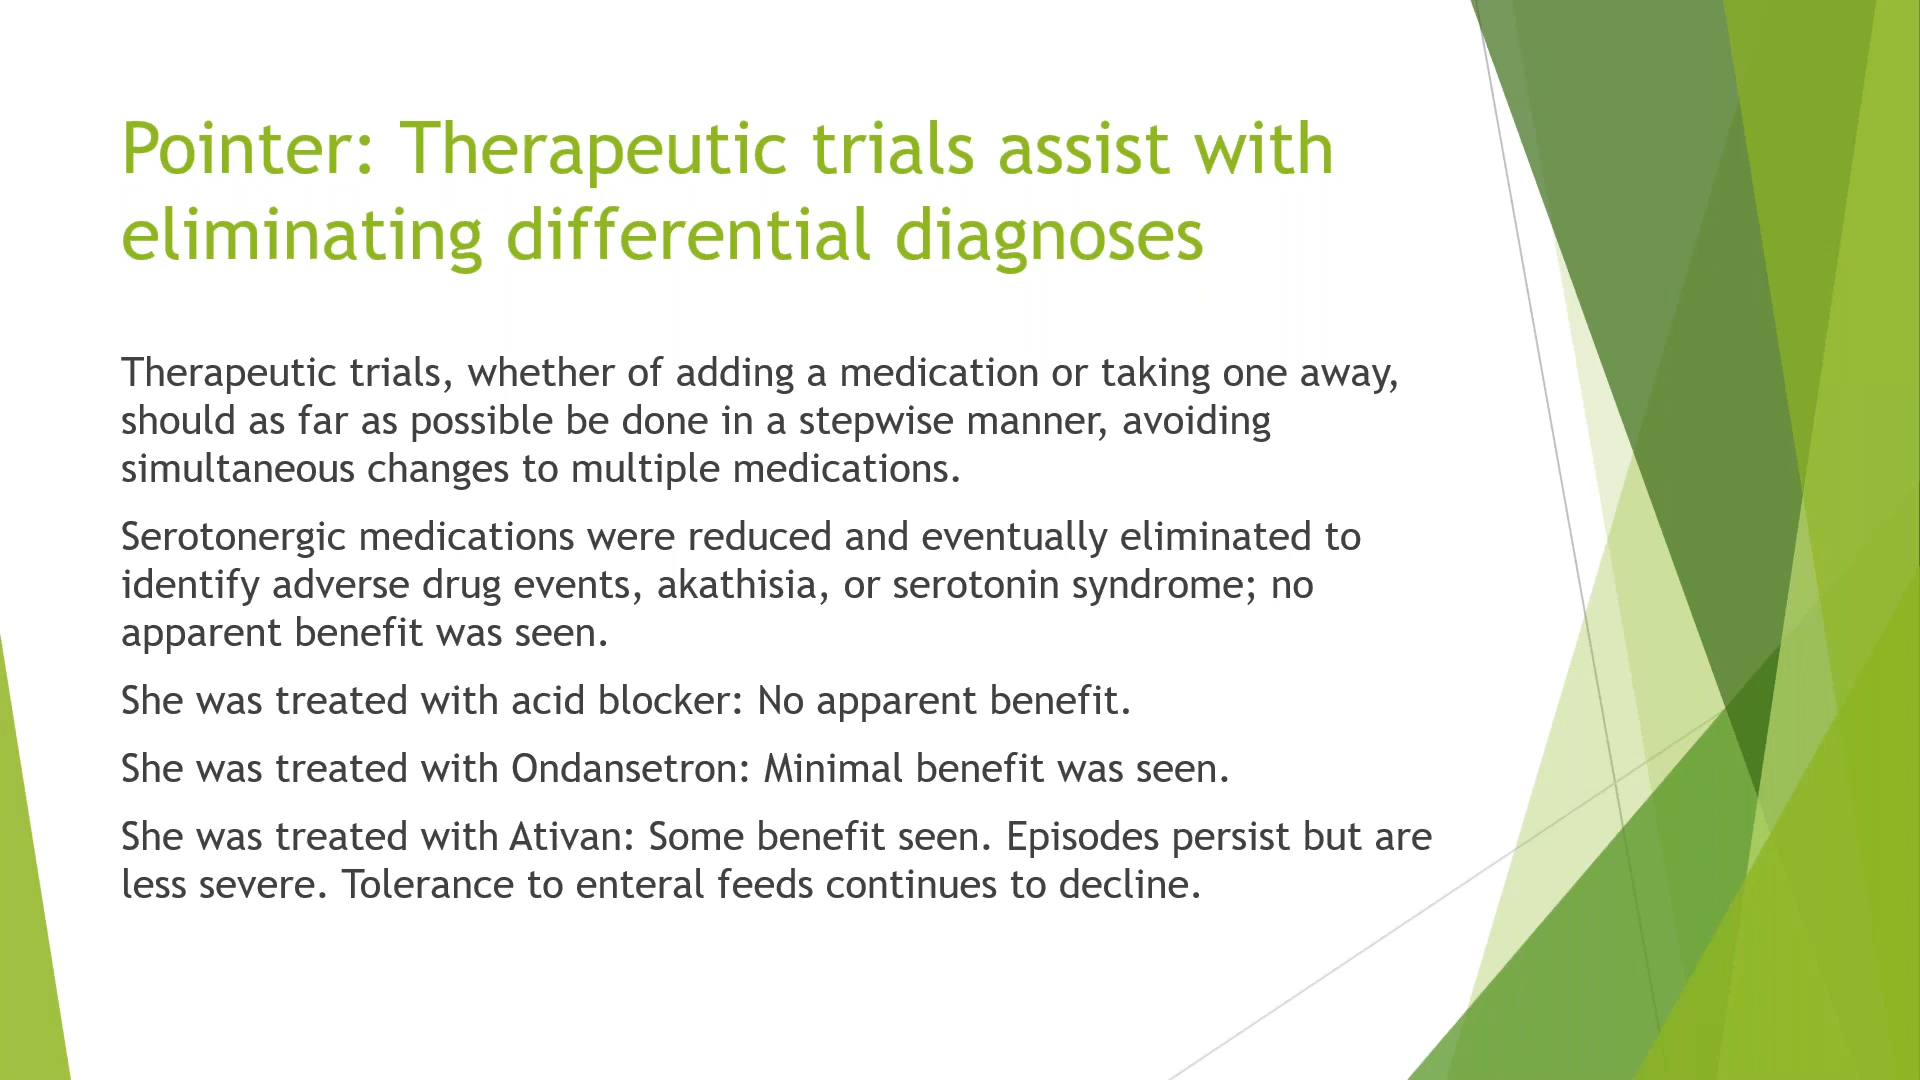 Pointer: Therapeutic trials assist with
eliminating differential diagnoses
Therapeutic trials, whether of adding a medication or taking one away,
should as far as possible be done in a stepwise manner, avoiding
simultaneous changes to multiple medications.
Serotonergic medications were reduced and eventually eliminated to
identify adverse drug events, akathisia, or serotonin syndrome; no
apparent benefit was seen.
She was treated with acid blocker: No apparent benefit.
She was treated with Ondansetron: Minimal benefit was seen.
She was treated with Ativan: Some benefit seen. Episodes persist but are
less severe. Tolerance to enteral feeds continues to decline.